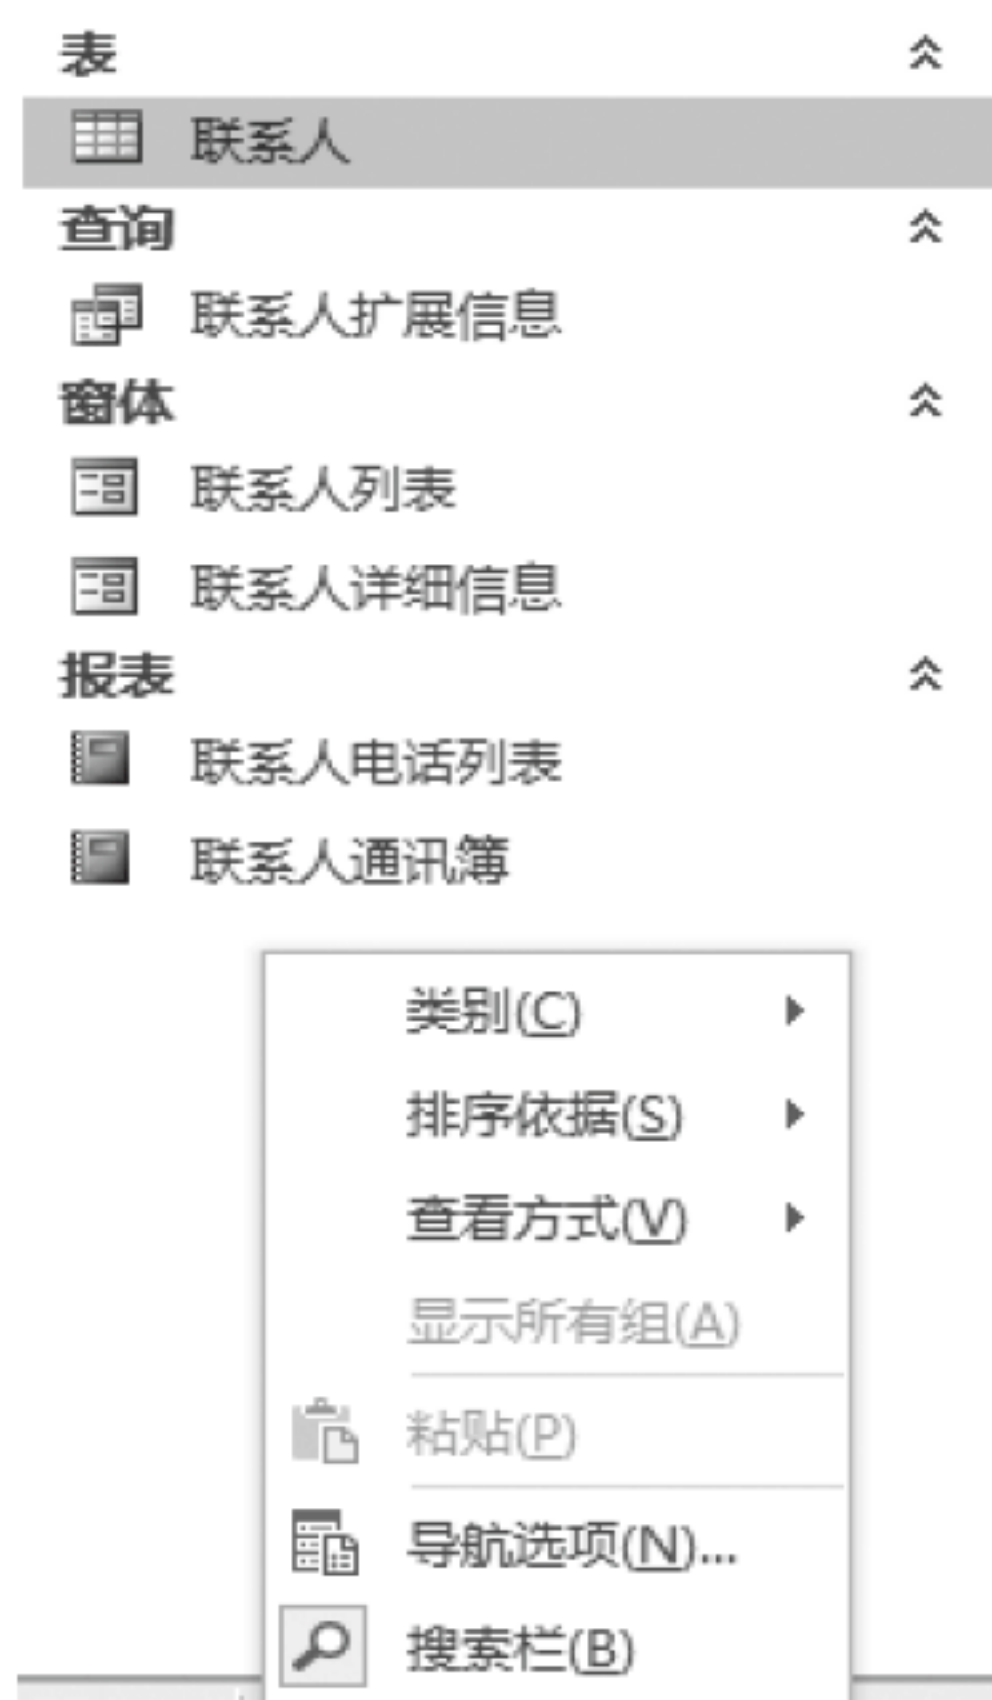 表
联系人
查询
联系人扩展信息
窗体
联系人列表
联系人详细信息
报表
联系人电话列表
联系人通讯簿
类别(C)
排序依据(S)
查看方式(V)
显示所有组(A)
粘贴(P)
导航选项(N)...
搜索栏(B)